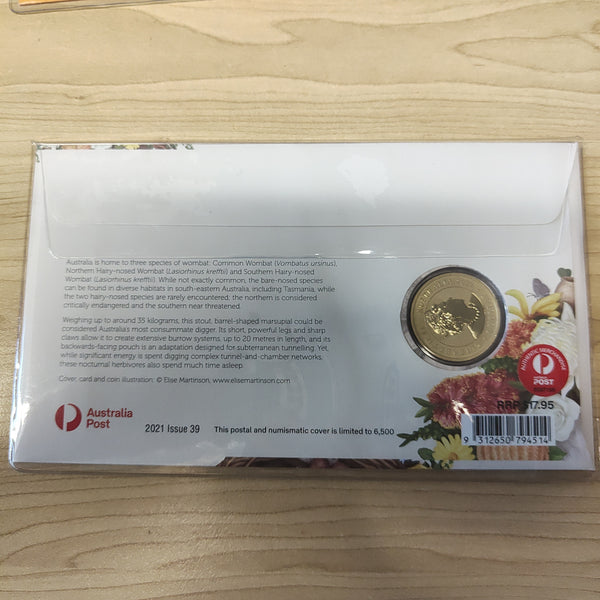 Australia is home to three species of wombat: Common Wombat (Vombatus ursinus),
Northern Hairy-nosed Wombat (Lasiorhinus kreffii) and Southern Hairy-nosed
Wombat (Lasiorhinus kreffii). While not exactly common, the bare-nosed species
can be found in diverse habitats in south-eastern Australia, including Tasmania, while
the two hairy-nosed species are rarely encountered; the northern is considered
critically endangered and the southern near threatened.
Weighing up to around 35 kilograms, this stout, barrel-shaped marsupial could be
considered Australia's most consummate digger. Its short, powerful legs and sharp
claws allow it to create extensive burrow systems, up to 20 metres in length, and its
backwards-facing pouch is an adaptation designed for subterranean tunnelling. Yet,
while significant energy is spent digging complex tunnel-and-chamber networks,
these nocturnal herbivores also spend much time asleep.
Cover, card and coin illustration: © Elise Martinson, www.elisemartinson.com
Australia
Post
2021 Issue 39
This postal and numismatic cover is limited to 6,500
AUTHENTIC MERCHANDISE
POST
RRP $17.95
9 312650 794514